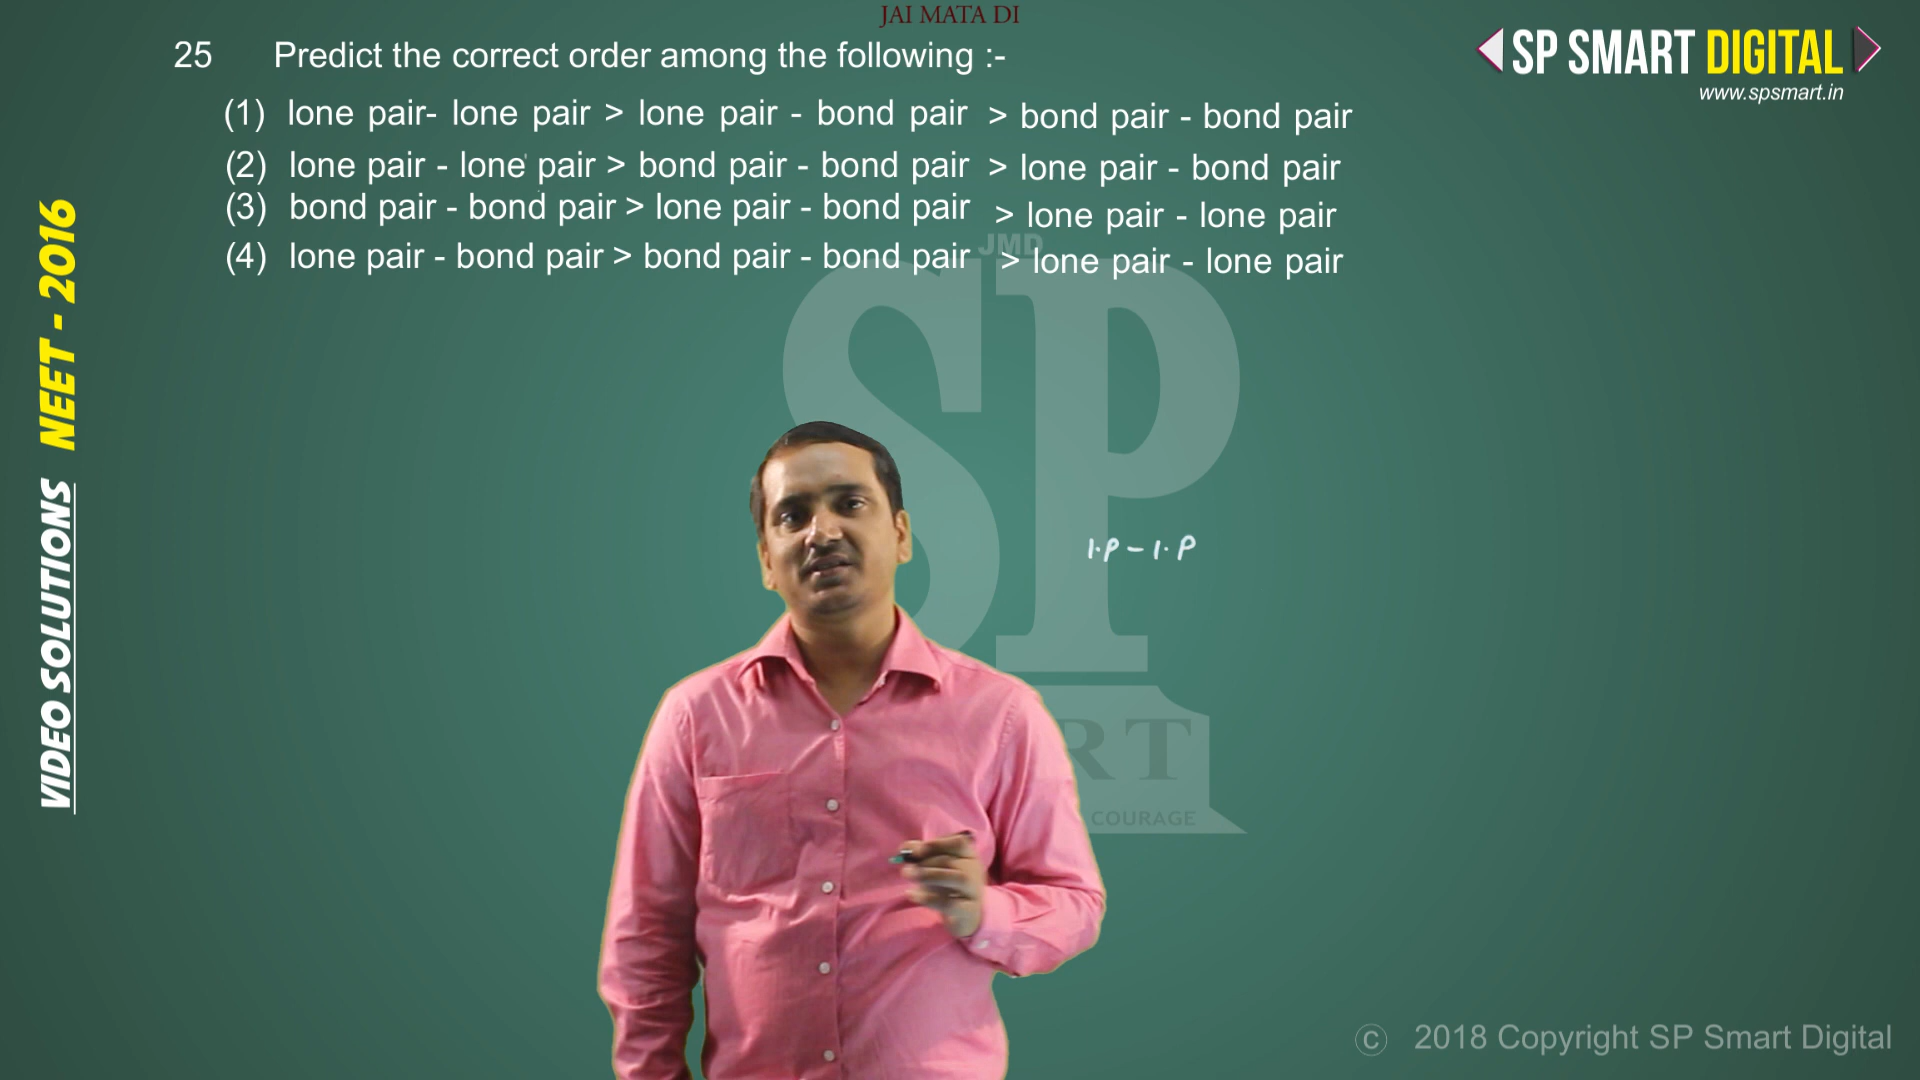 JAI MATA DI
25 Predict the correct order among the following :-
(1) lone pair- lone pair > lone pair - bond pair > bond pair - bond pair
(2) lone pair - lone pair > bond pair - bond pair > lone pair - bond pair
(3) bond pair - bond pair > lone pair - bond pair > lone pair - lone pair
(4) lone pair - bond pair > bond pair - bond pair > lone pair - lone pair
SP SMART DIGITAL
www.spsmart.in
VIDEO SOLUTIONS NEET - 2016
JMD
SP
l.p - l.p
RT
COURAGE
© 2018 Copyright SP Smart Digital